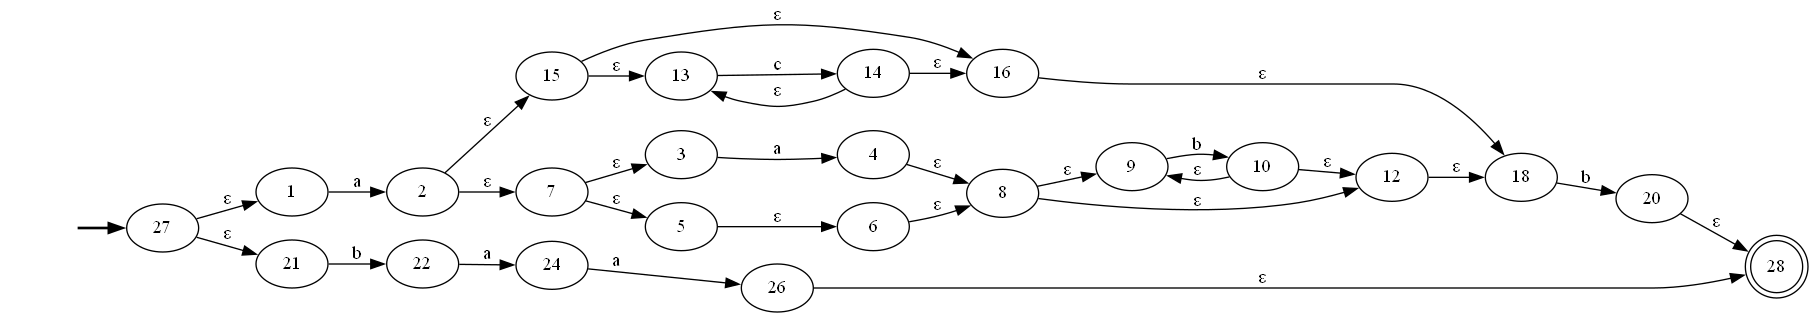 ε
15 ε 13 c 14 ε 16 ε
ε
ε
3 a 4 ε
ε 9 b 10 ε 12 ε 18 b 20 ε
ε
27 ε 1 a 2 ε 7 ε 8 ε
ε 5 ε 6 ε
ε 21 b 22 a 24 a 26 ε 28